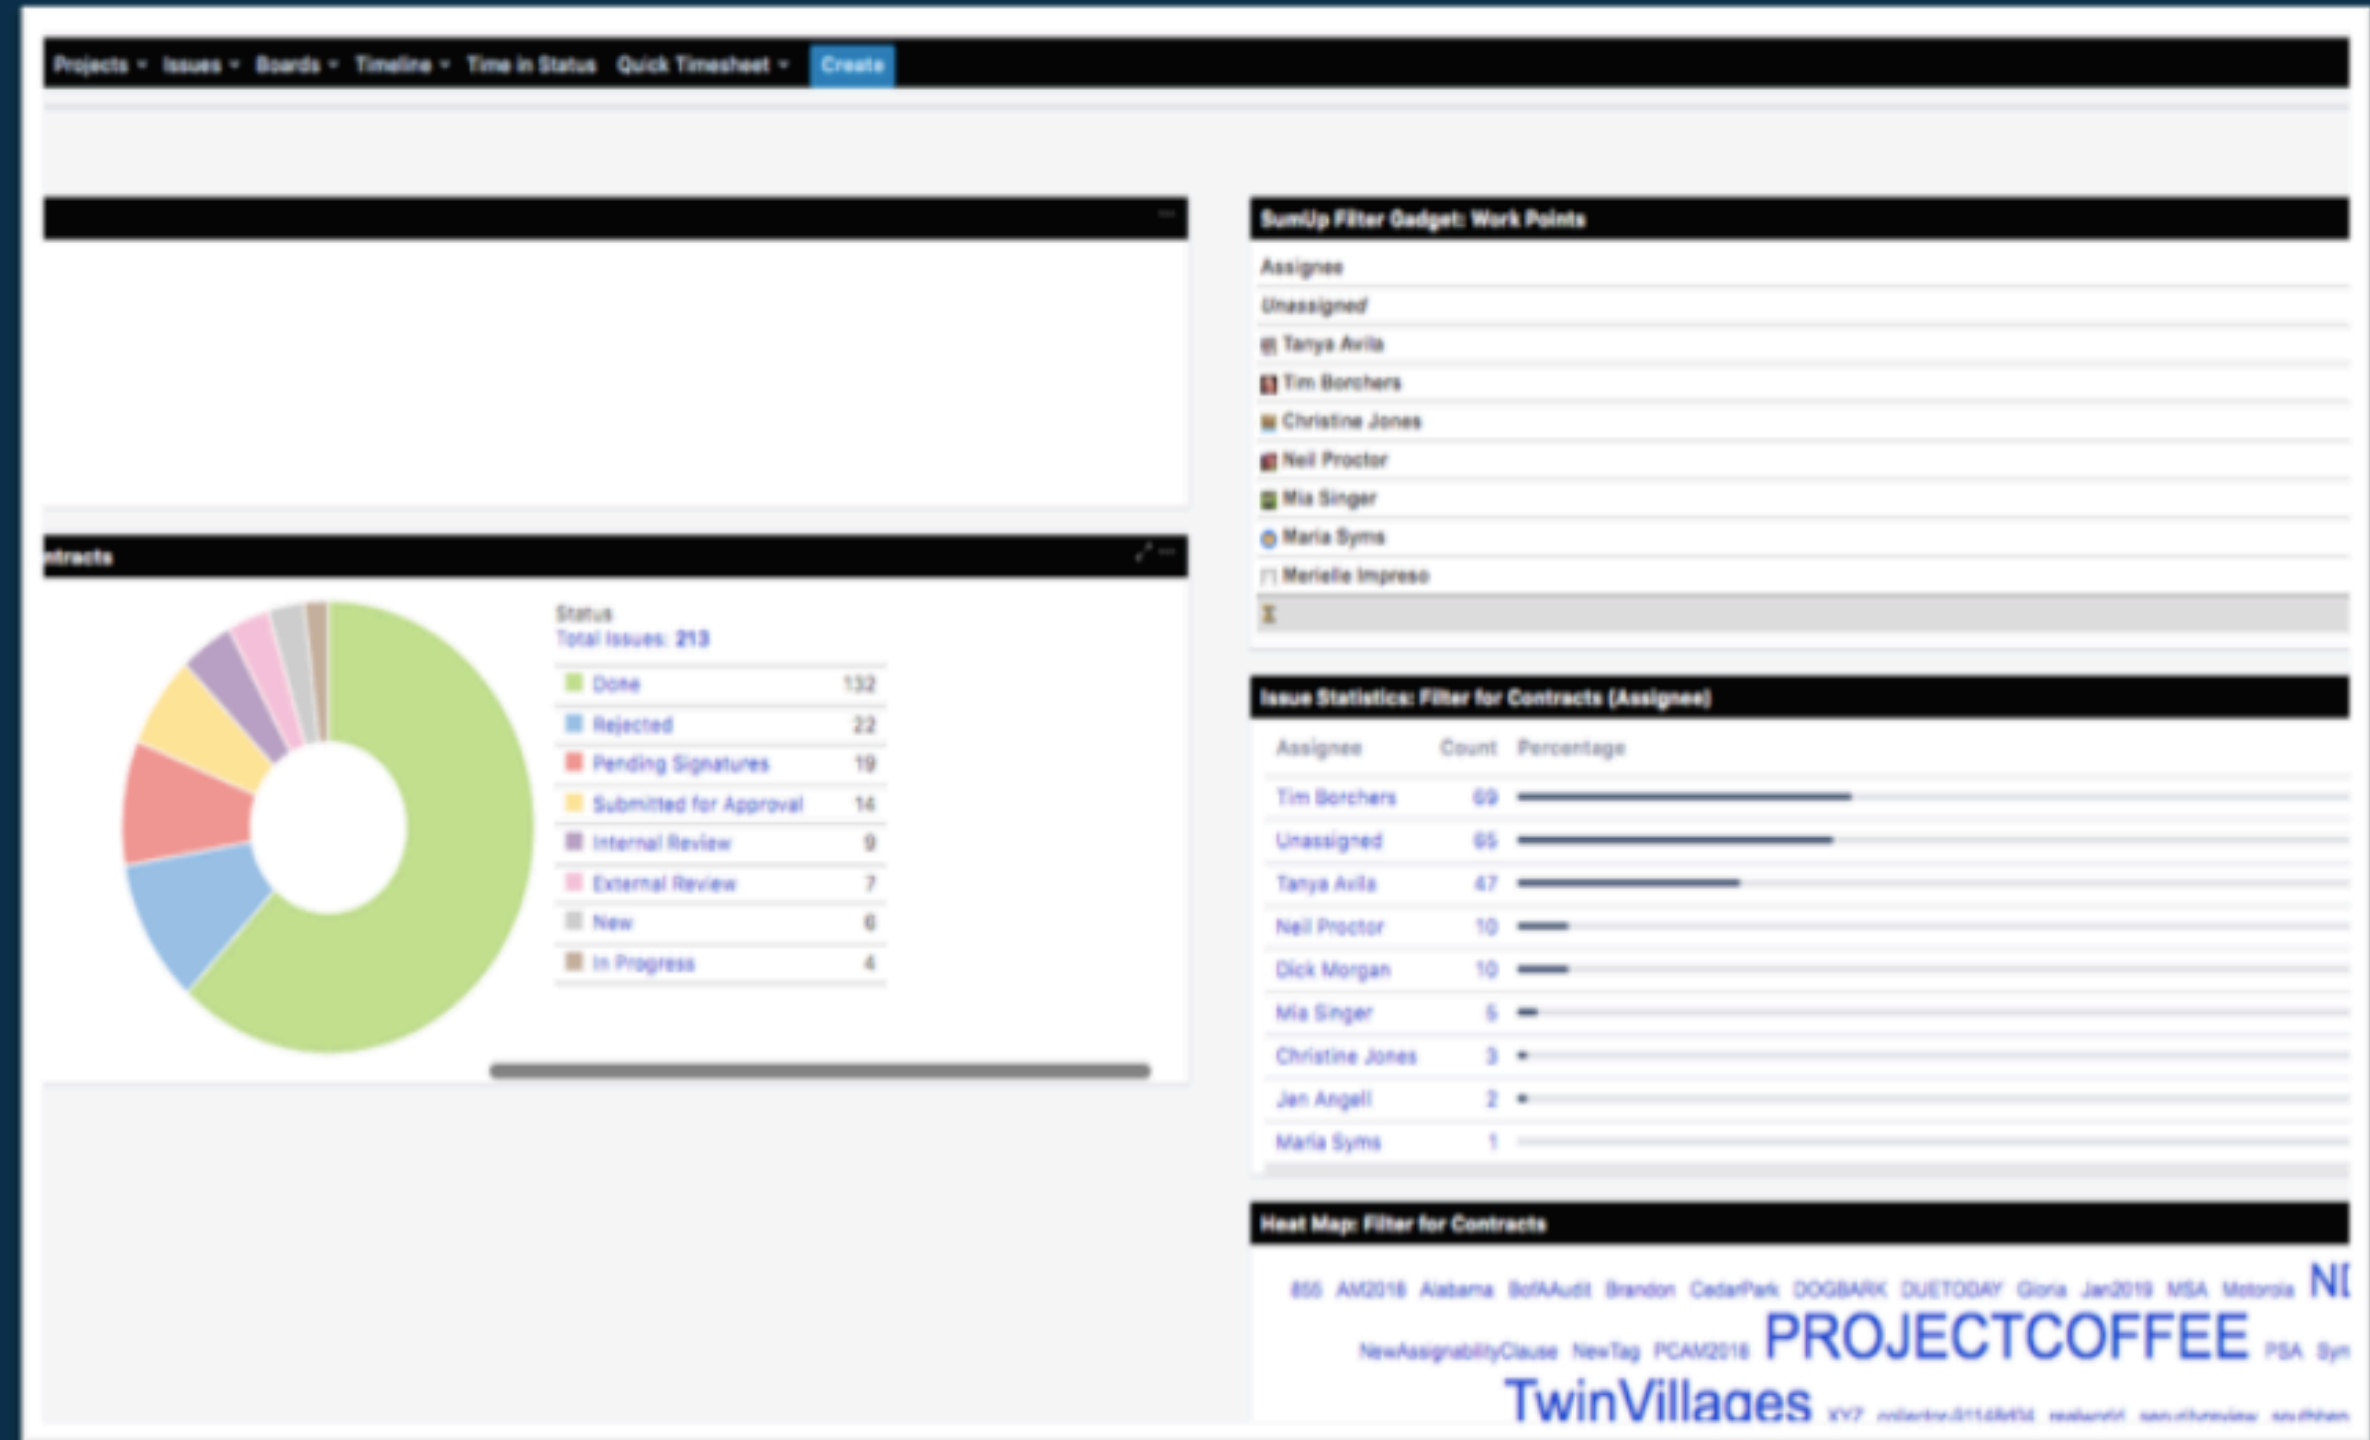 Projects Issues Boards Timeline Time in Status Quick Timesheet Create
ntracts
Status
Total Issues: 213
Done 132
Rejected 22
Pending Signatures 19
Submitted for Approval 14
Internal Review 9
External Review 7
New 6
In Progress 4
SumUp Filter Gadget: Work Points
Assignee
Unassigned
Tanya Avila
Tim Borchers
Christine Jones
Neil Proctor
Mia Singer
Maria Syms
Merielle Impreso
Issue Statistics: Filter for Contracts (Assignee)
Assignee Count Percentage
Tim Borchers 69
Unassigned 65
Tanya Avila 47
Neil Proctor 10
Dick Morgan 10
Mia Singer 5
Christine Jones 3
Jen Angell 2
Maria Syms 1
Heat Map: Filter for Contracts
855 AM2018 Alabama BofAAudit Brandon CedarPark DOGBARK DUETODAY Gloria Jan2019 MSA Motorola
NewAssignabilityClause NewTag PCAM2018 PROJECTCOFFEE PSA Syn
TwinVillages XYZ